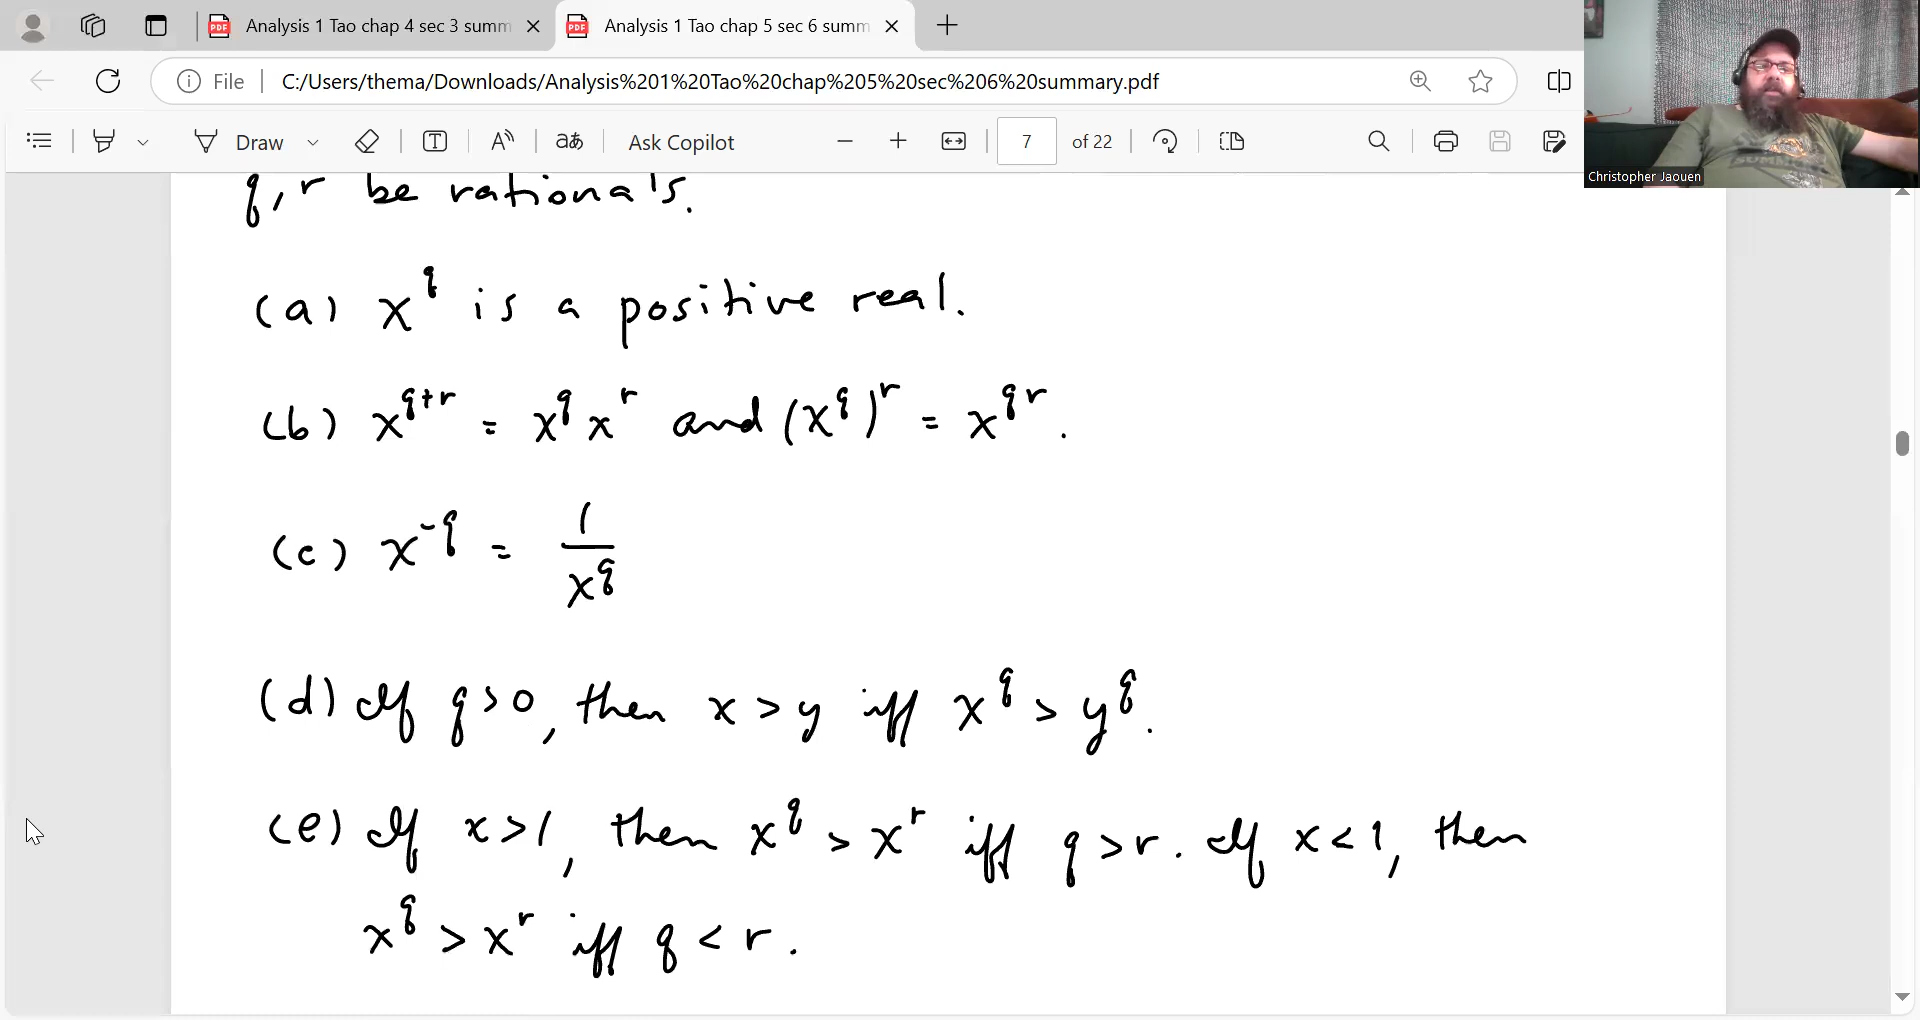 Analysis 1 Tao chap 4 sec 3 summ
Analysis 1 Tao chap 5 sec 6 summ
File
C:/Users/thema/Downloads/Analysis%201%20Tao%20chap%205%20sec%206%20summary.pdf
Draw
Ask Copilot
7 of 22
Christopher Jaouen
q, r be rationals.
(a) x^q is a positive real.
(b) x^{q+r} = x^q x^r and (x^q)^r = x^{qr}.
(c) x^{-q} = 1/x^q
(d) If q>0, then x > y iff x^q > y^q.
(e) If x>1, then x^q > x^r iff q>r. If x<1, then
x^q > x^r iff q < r.